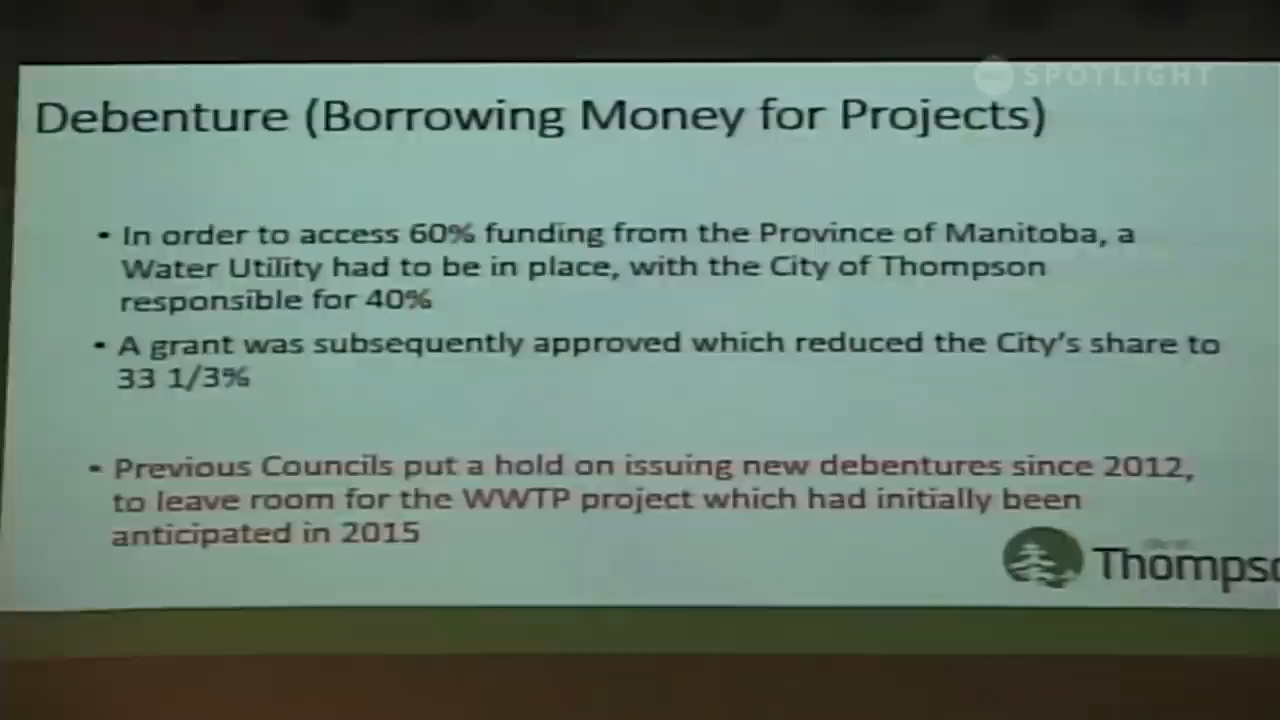 SPOTLIGHT
Debenture (Borrowing Money for Projects)
• In order to access 60% funding from the Province of Manitoba, a
Water Utility had to be in place, with the City of Thompson
responsible for 40%
• A grant was subsequently approved which reduced the City's share to
33 1/3%
• Previous Councils put a hold on issuing new debentures since 2012,
to leave room for the WWTP project which had initially been
anticipated in 2015
Thompso